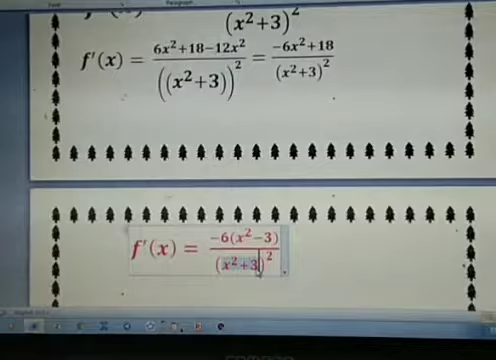 (x²+3)²
f'(x) = (6x²+18−12x²)/((x²+3))² = (−6x²+18)/(x²+3)²
f'(x) = (−6(x²−3))/(x²+3)²